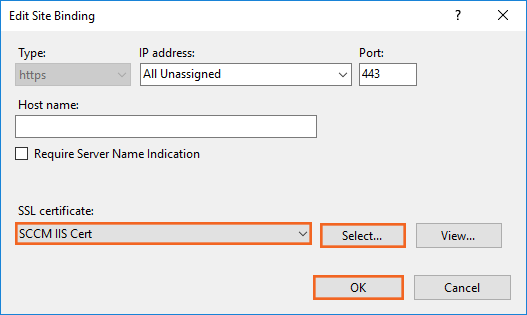 Edit Site Binding
Type: IP address: Port:
https All Unassigned 443
Host name:
Require Server Name Indication
SSL certificate:
SCCM IIS Cert Select... View...
OK Cancel